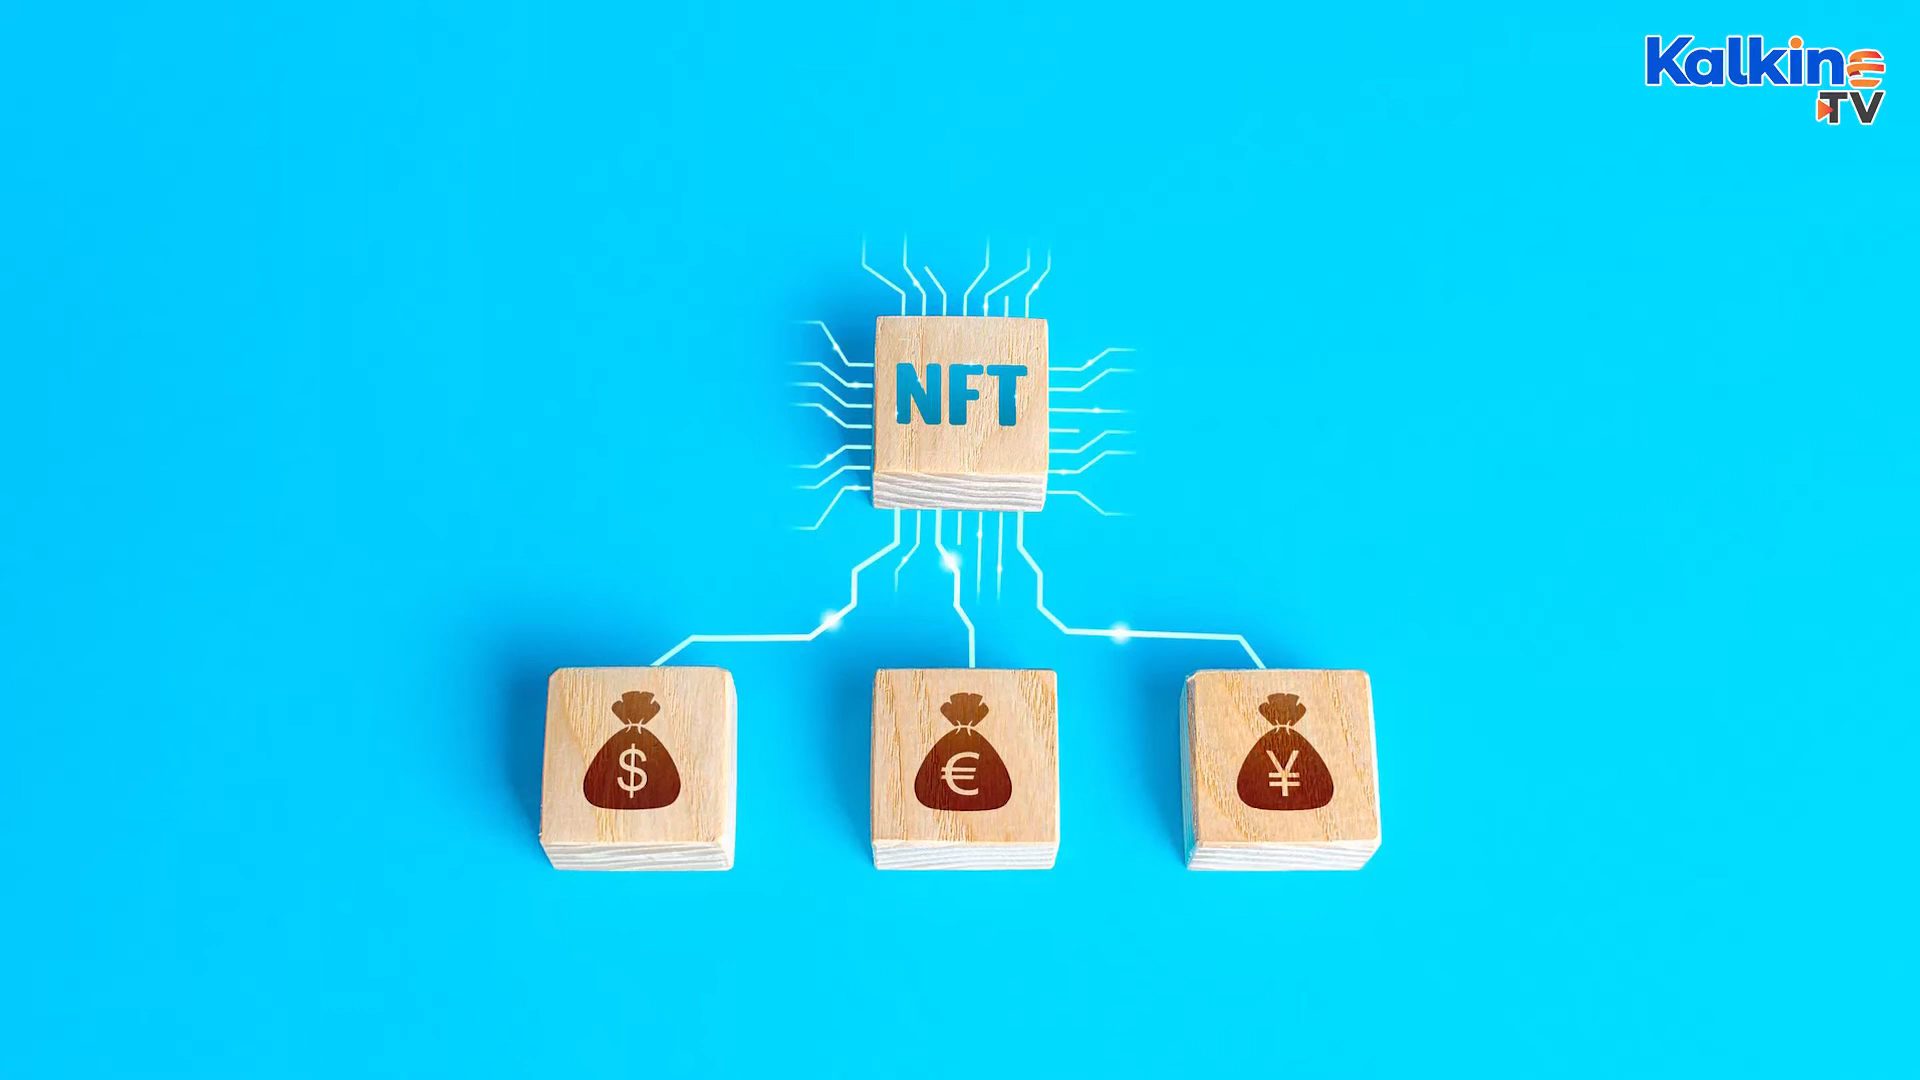 Kalkine
TV
NFT
$ € ¥